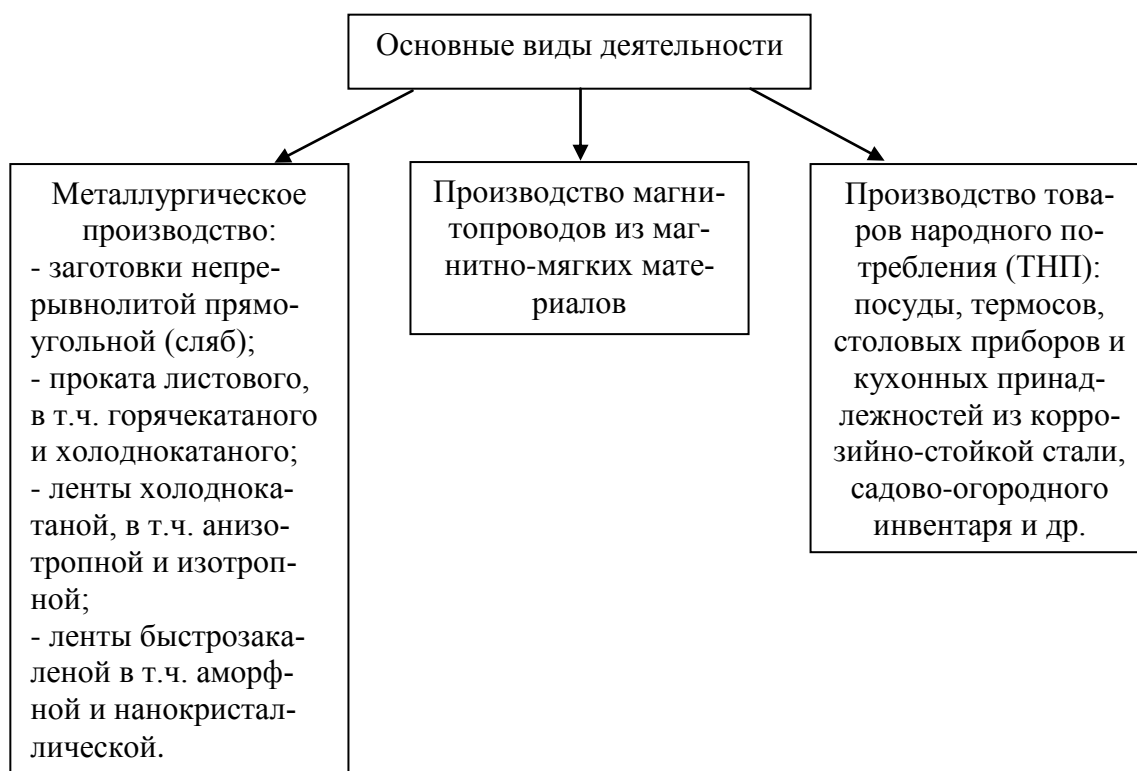 Основные виды деятельности
Металлургическое
производство:
- заготовки непре-
рывнолитой прямо-
угольной (сляб);
- проката листового,
в т.ч. горячекатаного
и холоднокатаного;
- ленты холоднока-
таной, в т.ч. анизо-
тропной и изотроп-
ной;
- ленты быстрозака-
леной в т.ч. аморф-
ной и нанокристал-
лической.
Производство магни-
топроводов из маг-
нитно-мягких мате-
риалов
Производство това-
ров народного по-
требления (ТНП):
посуды, термосов,
столовых приборов и
кухонных принад-
лежностей из корро-
зийно-стойкой стали,
садово-огородного
инвентаря и др.